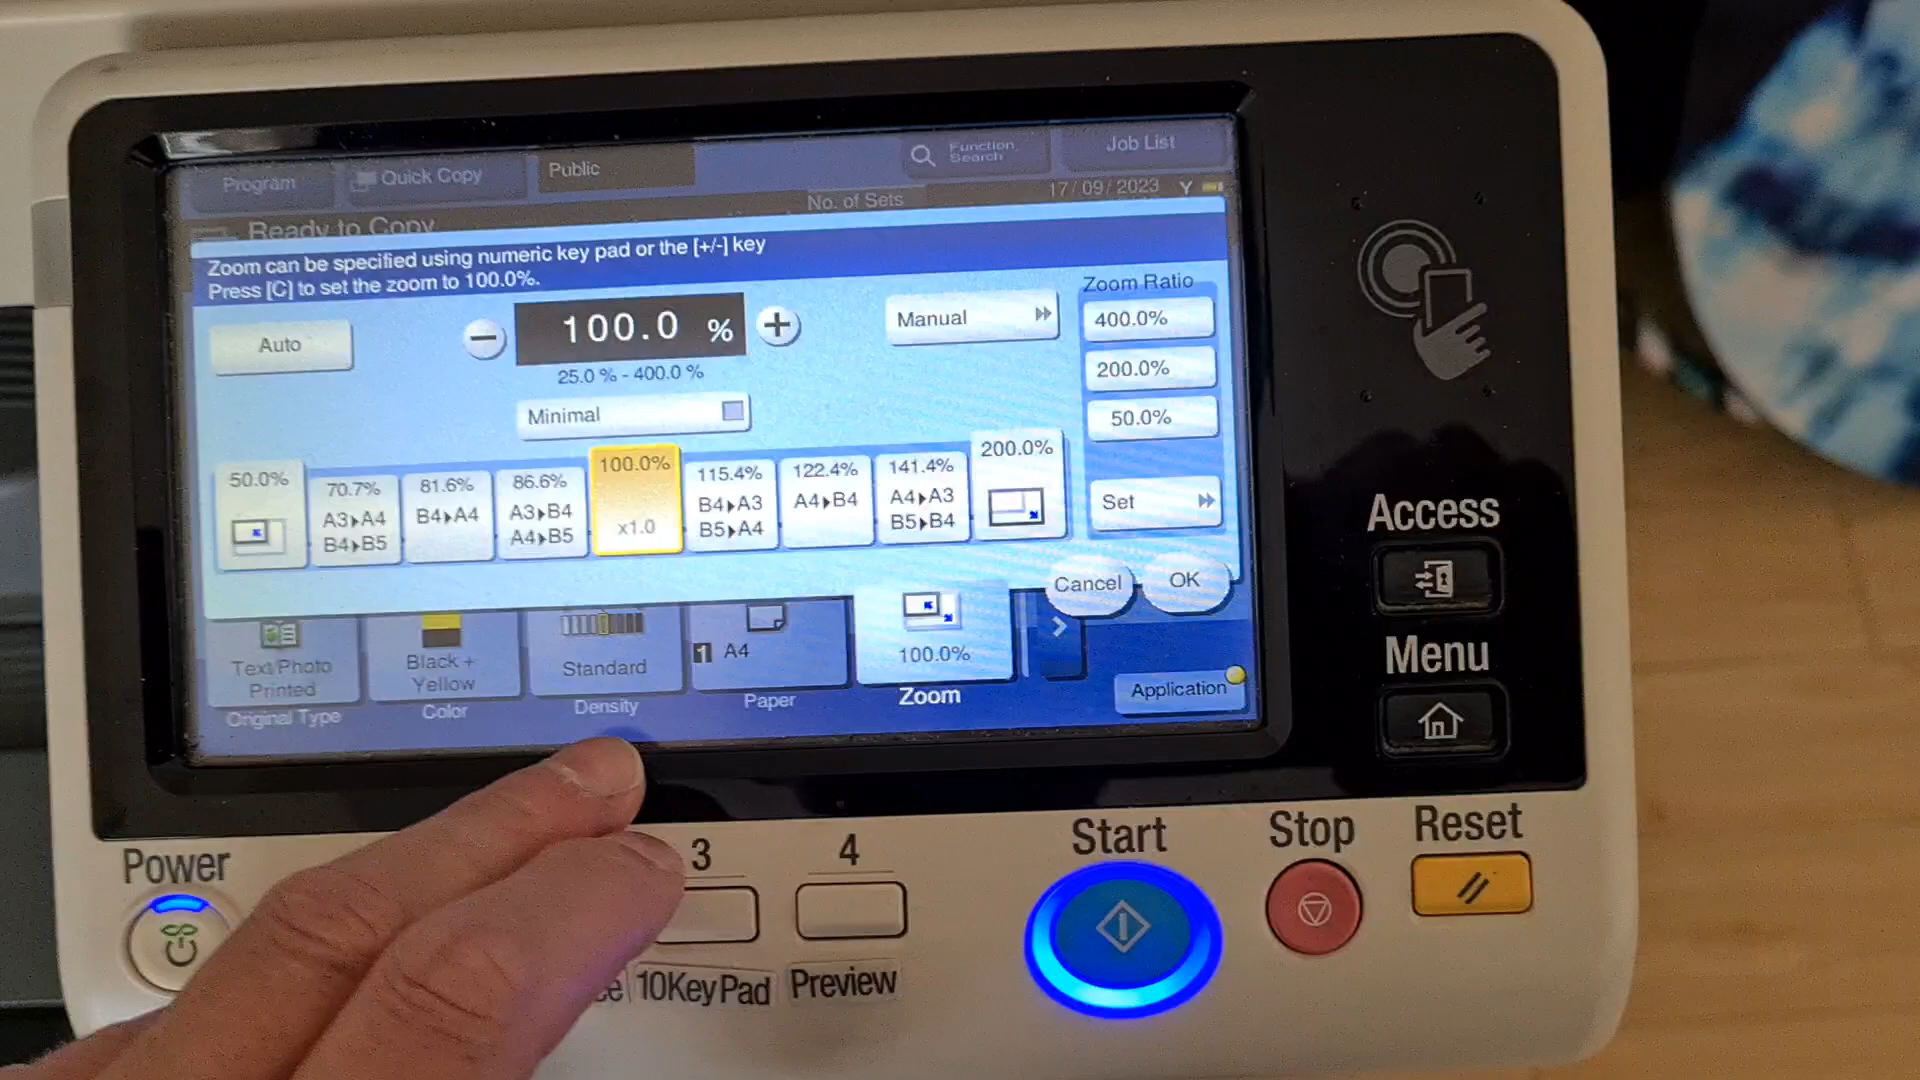 Program
Quick Copy
Public
Function Search
Job List
No. of Sets
17/09/2023
Y
Ready to Copy
Zoom can be specified using numeric key pad or the [+/-] key
Press [C] to set the zoom to 100.0%.
Auto
−
100.0 %
+
25.0 % - 400.0 %
Minimal
Manual
Zoom Ratio
400.0%
200.0%
50.0%
Set
50.0%
70.7%
A3▸A4
B4▸B5
81.6%
B4▸A4
86.6%
A3▸B4
A4▸B5
100.0%
x1.0
115.4%
B4▸A3
B5▸A4
122.4%
A4▸B4
141.4%
A4▸A3
B5▸B4
200.0%
Cancel
OK
Text/Photo
Printed
Original Type
Black +
Yellow
Color
Standard
Density
1 A4
Paper
100.0%
Zoom
Application
Access
Menu
Power
3
4
10KeyPad
Preview
Start
Stop
Reset